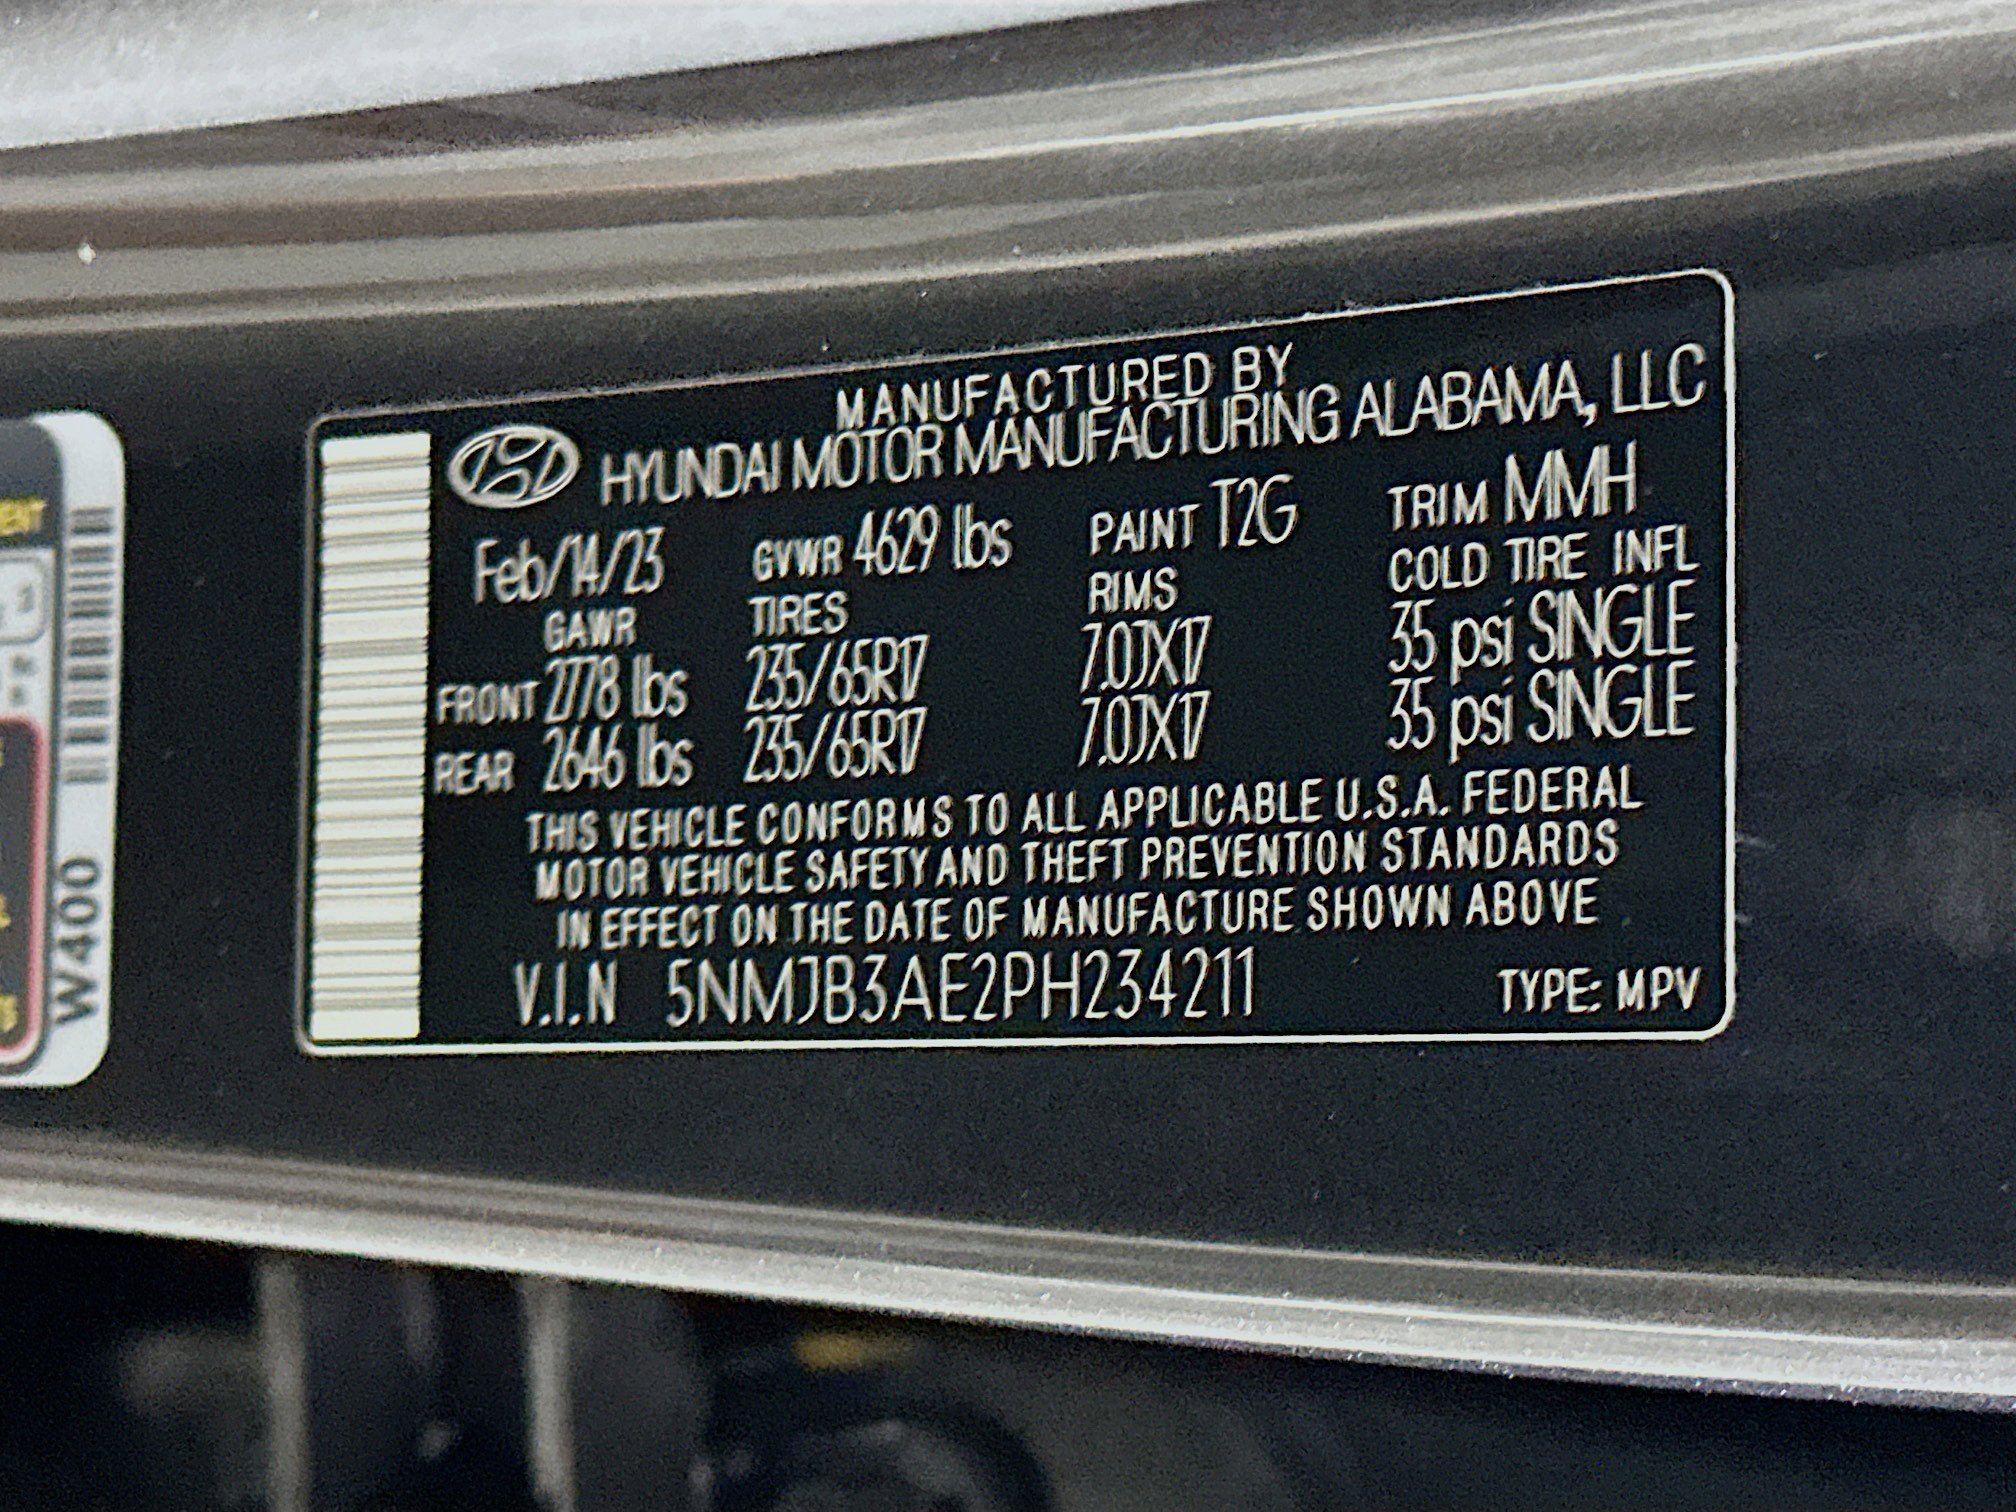 W400
MANUFACTURED BY
HYUNDAI MOTOR MANUFACTURING ALABAMA, LLC
Feb/14/23 GVWR 4629 lbs PAINT T2G TRIM MMH
GAWR TIRES RIMS COLD TIRE INFL
FRONT 2778 lbs 235/65R17 7.0JX17 35 psi SINGLE
REAR 2646 lbs 235/65R17 7.0JX17 35 psi SINGLE
THIS VEHICLE CONFORMS TO ALL APPLICABLE U.S.A. FEDERAL
MOTOR VEHICLE SAFETY AND THEFT PREVENTION STANDARDS
IN EFFECT ON THE DATE OF MANUFACTURE SHOWN ABOVE
V.I.N 5NMJB3AE2PH234211 TYPE: MPV